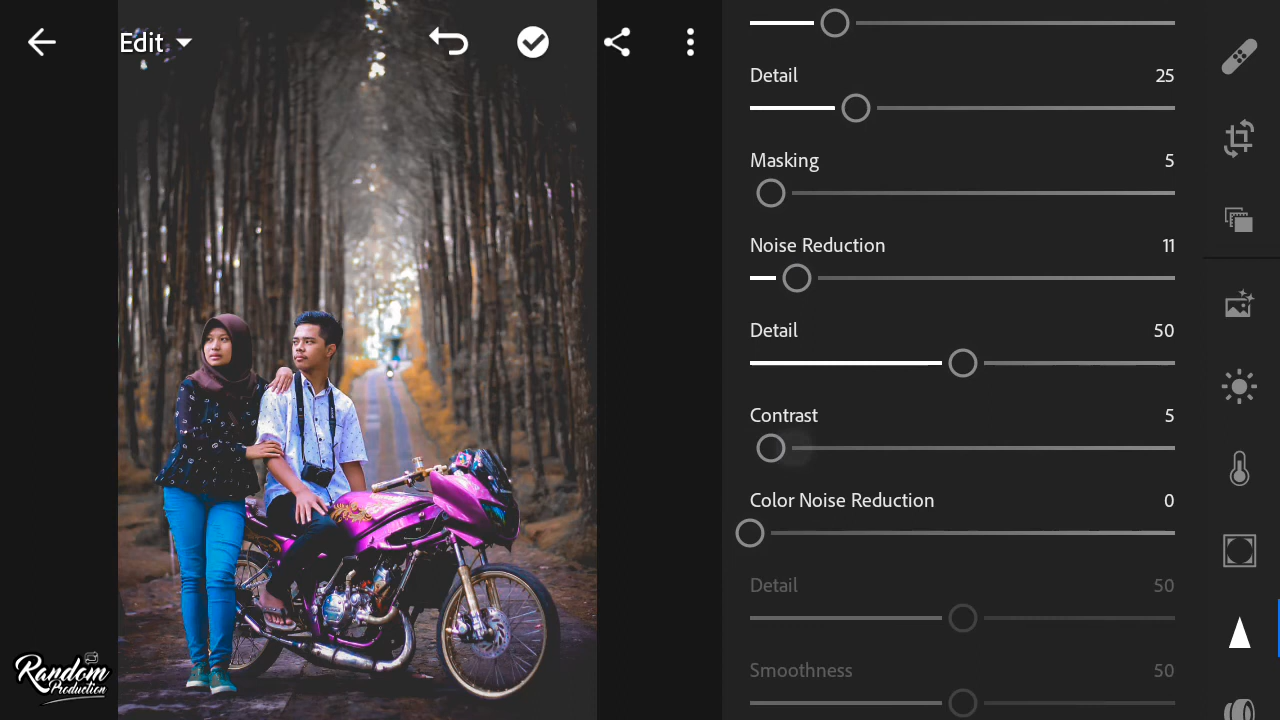 Edit
Detail 25
Masking 5
Noise Reduction 11
Detail 50
Contrast 5
Color Noise Reduction 0
Detail 50
Smoothness 50
Random
Production